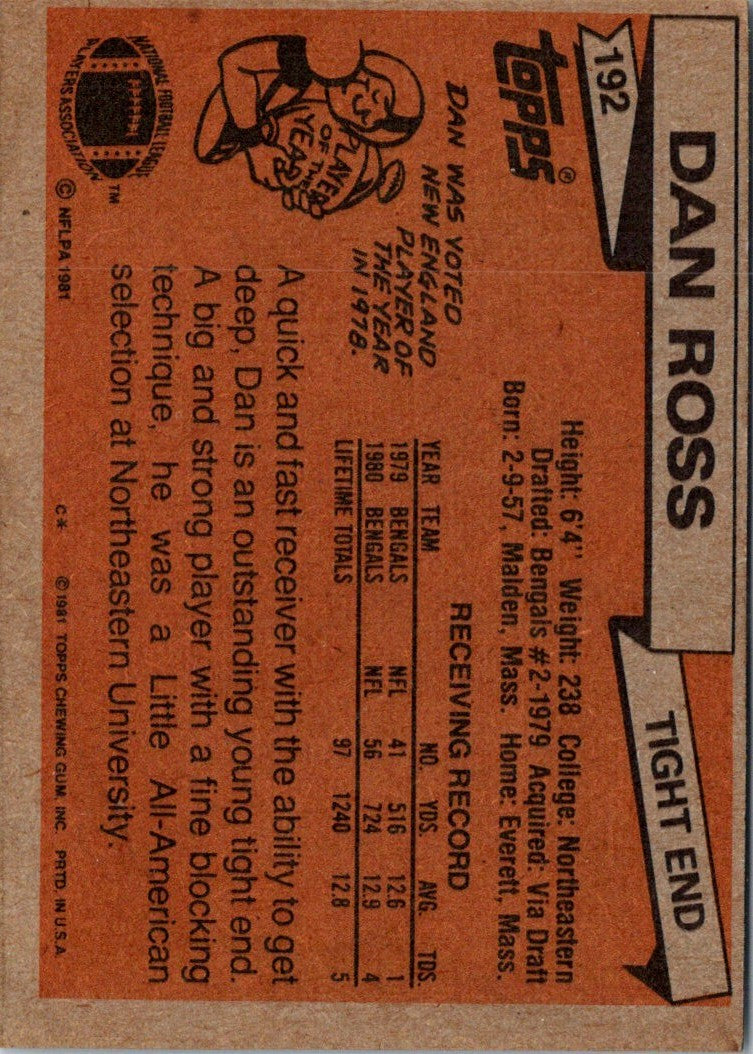 192
DAN ROSS
TIGHT END
TOPPS®
Height: 6'4" Weight: 238 College: Northeastern
Drafted: Bengals #2-1979 Acquired: Via Draft
Born: 2-9-57, Malden, Mass. Home: Everett, Mass.
DAN WAS VOTED
NEW ENGLAND
PLAYER OF
THE YEAR
IN 1978.
PLAYER
OF THE
YEAR
RECEIVING RECORD
YEAR TEAM NO. YDS. AVG. TDS
1979 BENGALS NFL 41 516 12.6 1
1980 BENGALS NFL 56 724 12.9 4
LIFETIME TOTALS 97 1240 12.8 5
A quick and fast receiver with the ability to get
deep, Dan is an outstanding young tight end.
A big and strong player with a fine blocking
technique, he was a Little All-American
selection at Northeastern University.
NATIONAL FOOTBALL LEAGUE
PLAYERS ASSOCIATION
TM
© NFLPA 1981
C* © 1981 TOPPS CHEWING GUM, INC. PRTD. IN U.S.A.